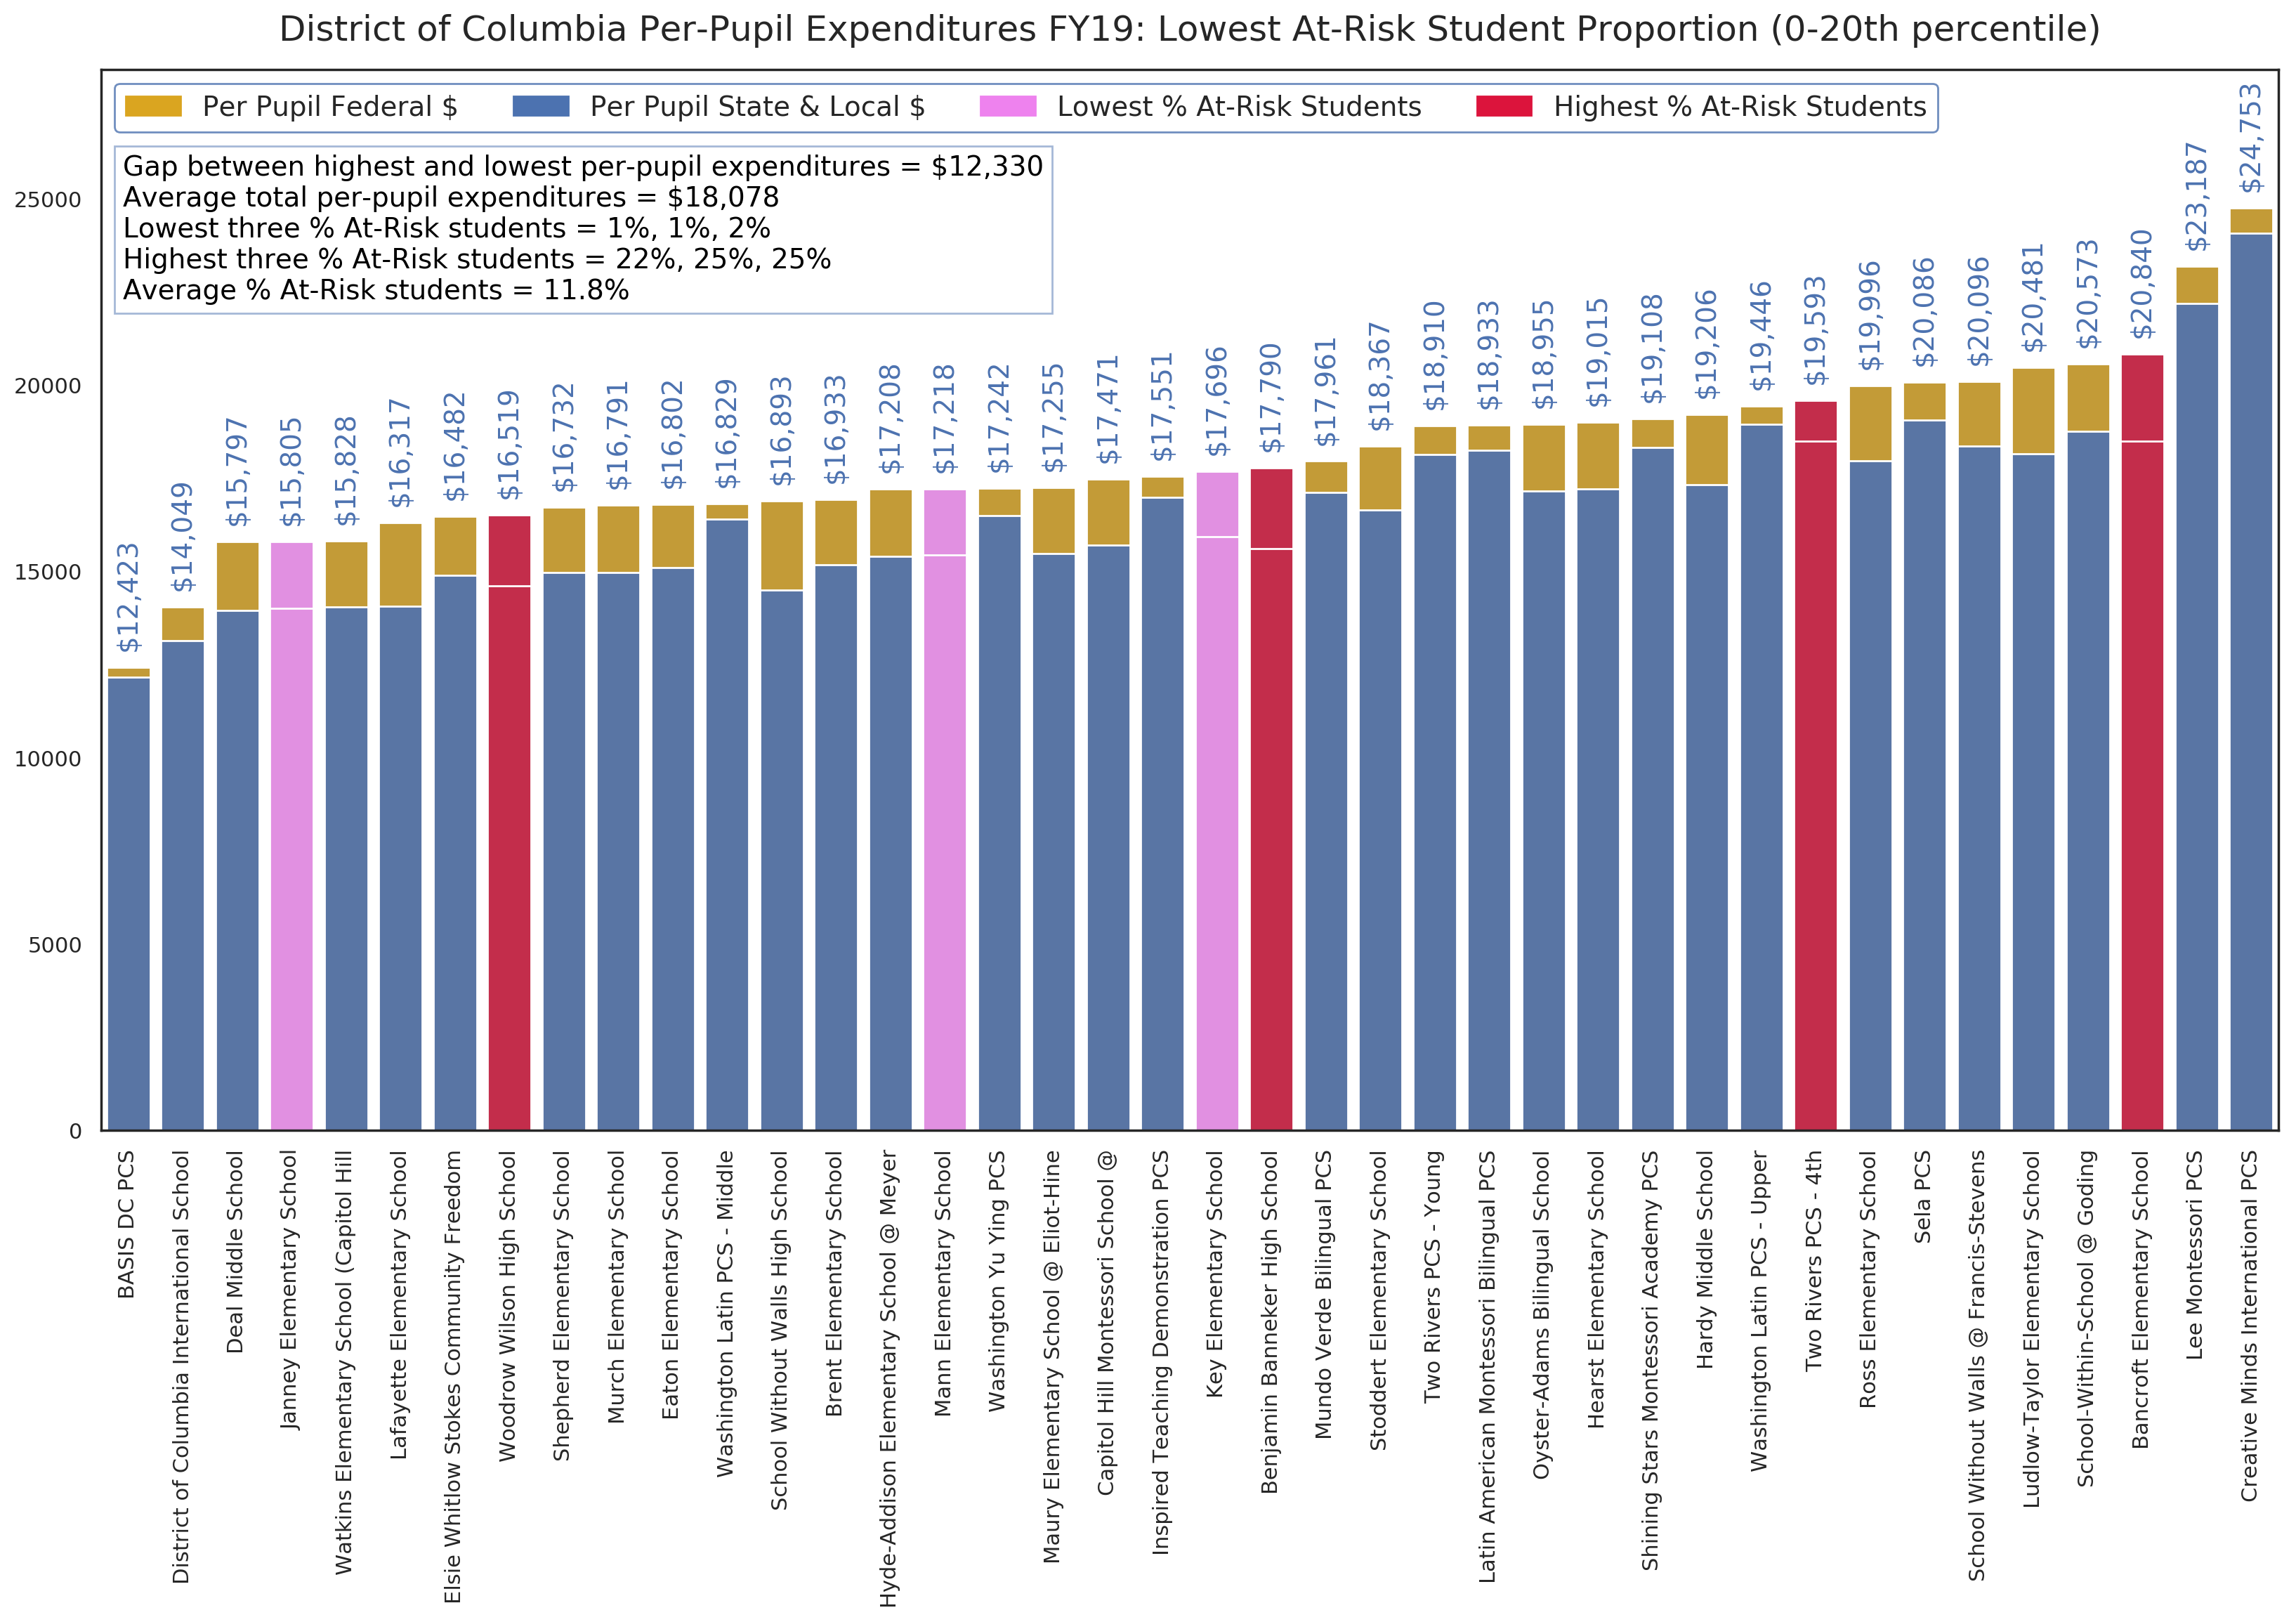 District of Columbia Per-Pupil Expenditures FY19: Lowest At-Risk Student Proportion (0-20th percentile)
Per Pupil Federal $
Per Pupil State & Local $
Lowest % At-Risk Students
Highest % At-Risk Students
Gap between highest and lowest per-pupil expenditures = $12,330
Average total per-pupil expenditures = $18,078
Lowest three % At-Risk students = 1%, 1%, 2%
Highest three % At-Risk students = 22%, 25%, 25%
Average % At-Risk students = 11.8%
25000
20000
15000
10000
5000
0
$12,423
$14,049
$15,797
$15,805
$15,828
$16,317
$16,482
$16,519
$16,732
$16,791
$16,802
$16,829
$16,893
$16,933
$17,208
$17,218
$17,242
$17,255
$17,471
$17,551
$17,696
$17,790
$17,961
$18,367
$18,910
$18,933
$18,955
$19,015
$19,108
$19,206
$19,446
$19,593
$19,996
$20,086
$20,096
$20,481
$20,573
$20,840
$23,187
$24,753
BASIS DC PCS
District of Columbia International School
Deal Middle School
Janney Elementary School
Watkins Elementary School (Capitol Hill
Lafayette Elementary School
Elsie Whitlow Stokes Community Freedom
Woodrow Wilson High School
Shepherd Elementary School
Murch Elementary School
Eaton Elementary School
Washington Latin PCS - Middle
School Without Walls High School
Brent Elementary School
Hyde-Addison Elementary School @ Meyer
Mann Elementary School
Washington Yu Ying PCS
Maury Elementary School @ Eliot-Hine
Capitol Hill Montessori School @
Inspired Teaching Demonstration PCS
Key Elementary School
Benjamin Banneker High School
Mundo Verde Bilingual PCS
Stoddert Elementary School
Two Rivers PCS - Young
Latin American Montessori Bilingual PCS
Oyster-Adams Bilingual School
Hearst Elementary School
Shining Stars Montessori Academy PCS
Hardy Middle School
Washington Latin PCS - Upper
Two Rivers PCS - 4th
Ross Elementary School
Sela PCS
School Without Walls @ Francis-Stevens
Ludlow-Taylor Elementary School
School-Within-School @ Goding
Bancroft Elementary School
Lee Montessori PCS
Creative Minds International PCS